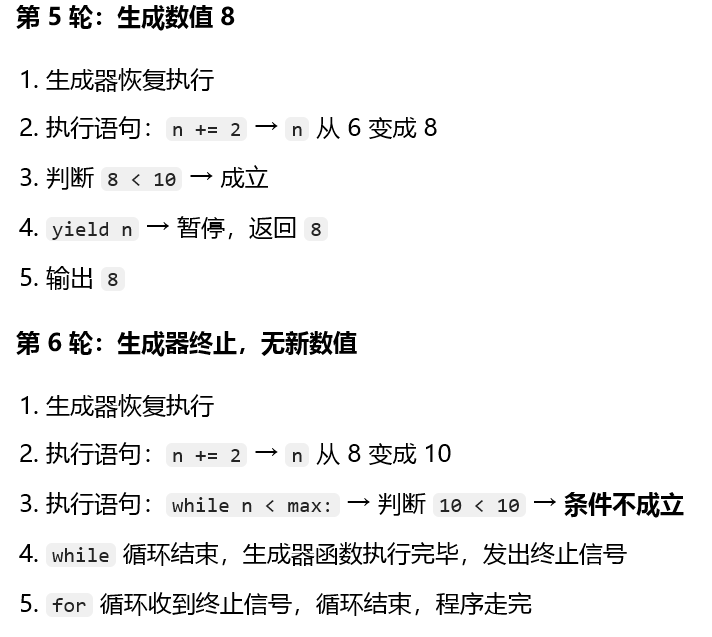 第 5 轮：生成数值 8
1. 生成器恢复执行
2. 执行语句：n += 2 → n 从 6 变成 8
3. 判断 8 < 10 → 成立
4. yield n → 暂停，返回 8
5. 输出 8
第 6 轮：生成器终止，无新数值
1. 生成器恢复执行
2. 执行语句：n += 2 → n 从 8 变成 10
3. 执行语句：while n < max: → 判断 10 < 10 → 条件不成立
4. while 循环结束，生成器函数执行完毕，发出终止信号
5. for 循环收到终止信号，循环结束，程序走完